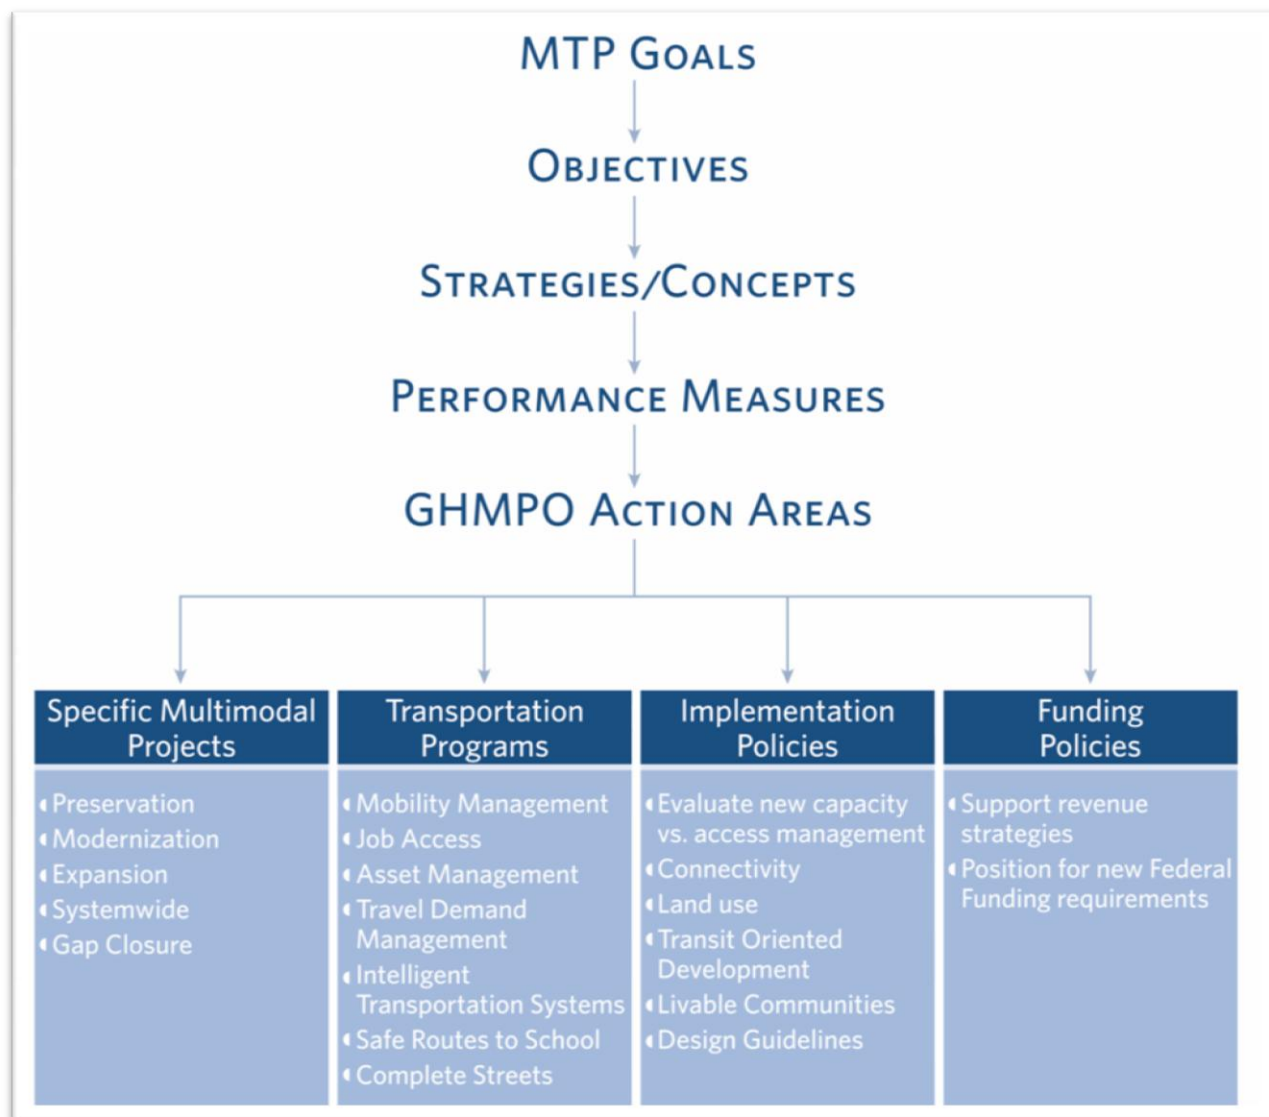 MTP GOALS
OBJECTIVES
STRATEGIES/CONCEPTS
PERFORMANCE MEASURES
GHMPO ACTION AREAS
Specific Multimodal
Projects
Preservation
Modernization
Expansion
Systemwide
Gap Closure
Transportation
Programs
Mobility Management
Job Access
Asset Management
Travel Demand
Management
Intelligent
Transportation Systems
Safe Routes to School
Complete Streets
Implementation
Policies
Evaluate new capacity
vs. access management
Connectivity
Land use
Transit Oriented
Development
Livable Communities
Design Guidelines
Funding
Policies
Support revenue
strategies
Position for new Federal
Funding requirements